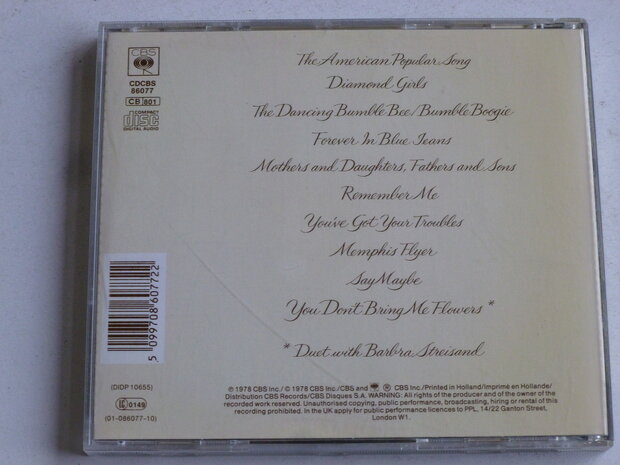 CBS
CDCBS
86077
CB 801
COMPACT
disc
DIGITAL AUDIO
The American Popular Song
Diamond Girls
The Dancing Bumble Bee/Bumble Boogie
Forever In Blue Jeans
Mothers and Daughters, Fathers and Sons
Remember Me
You've Got Your Troubles
Memphis Flyer
Say Maybe
You Don't Bring Me Flowers *
* Duet with Barbra Streisand
5 099708 607722
(DIDP 10655)
LC 0149
(01-086077-10)
℗ 1978 CBS Inc./© 1978 CBS Inc./CBS and ® CBS Inc./Printed in Holland/Imprimé en Hollande/
Distribution CBS Records/CBS Disques S.A. WARNING: All rights of the producer and of the owner of the
recorded work reserved. Unauthorised copying, public performance, broadcasting, hiring or rental of this
recording prohibited. In the UK apply for public performance licences to PPL, 14/22 Ganton Street,
London W1.